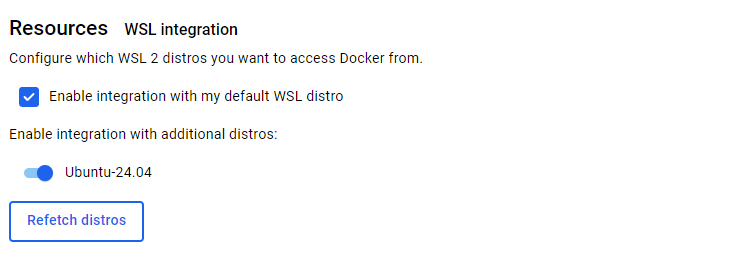 Resources WSL integration
Configure which WSL 2 distros you want to access Docker from.
Enable integration with my default WSL distro
Enable integration with additional distros:
Ubuntu-24.04
Refetch distros